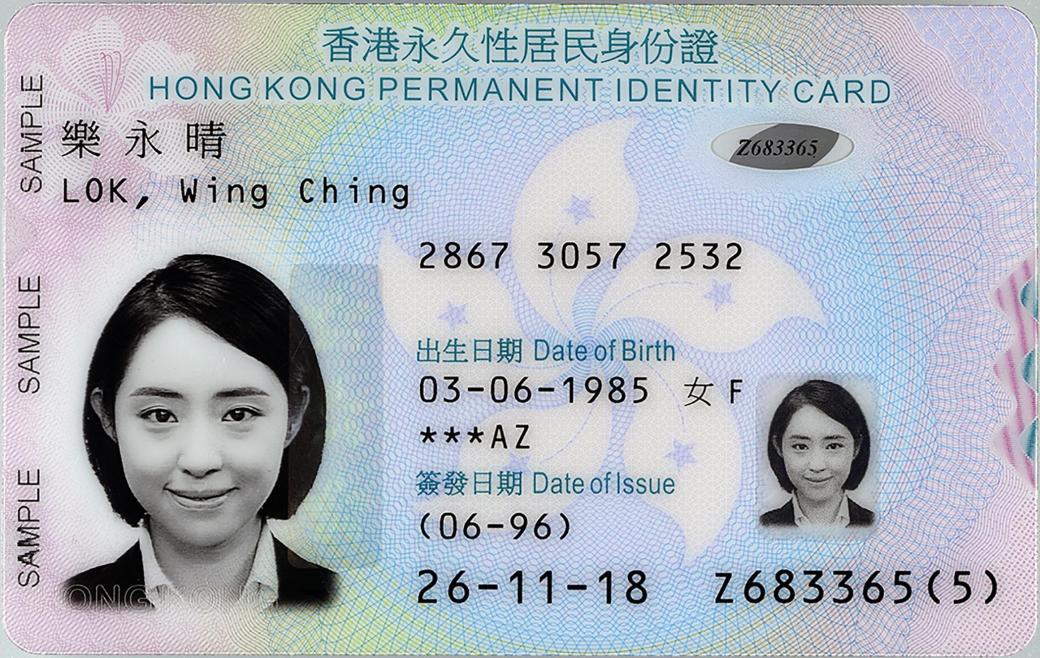 香港永久性居民身份證
HONG KONG PERMANENT IDENTITY CARD
樂永晴
LOK, Wing Ching
Z683365
2867 3057 2532
出生日期 Date of Birth
03-06-1985 女 F
***AZ
簽發日期 Date of Issue
(06-96)
26-11-18 Z683365(5)
SAMPLE
SAMPLE
SAMPLE
ONG KONG